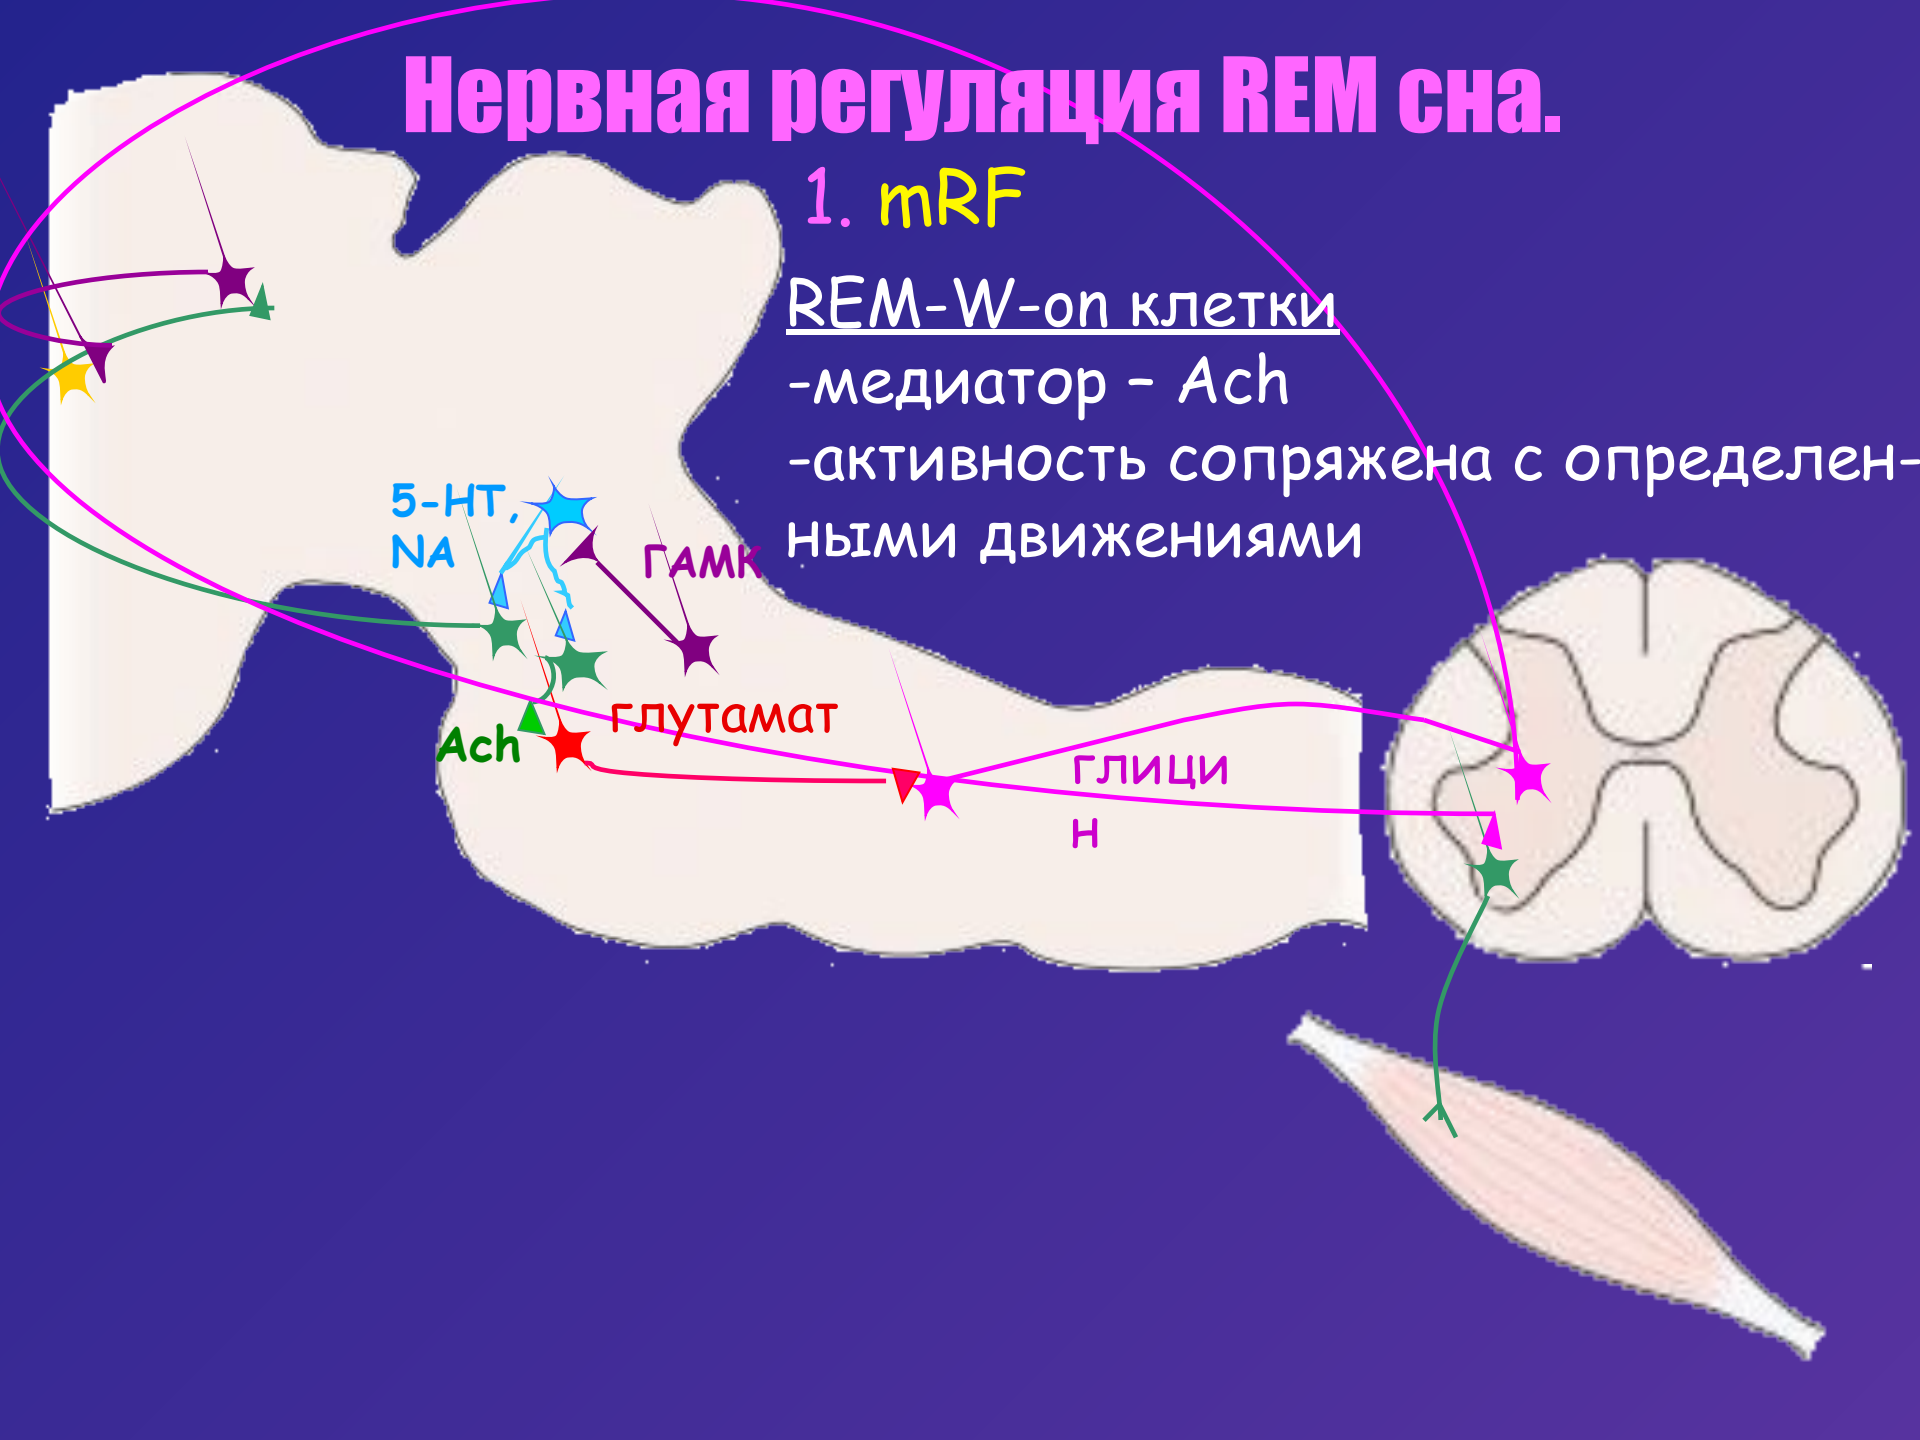 Нервная регуляция REM сна.
1. mRF
REM-W-on клетки
-медиатор – Ach
-активность сопряжена с определен-
ными движениями
5-HT,
NA
ГАМК
глутамат
Ach
глици
н